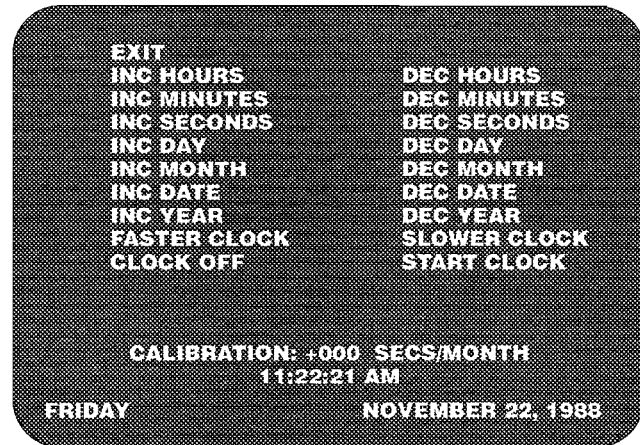 EXIT
INC HOURS DEC HOURS
INC MINUTES DEC MINUTES
INC SECONDS DEC SECONDS
INC DAY DEC DAY
INC MONTH DEC MONTH
INC DATE DEC DATE
INC YEAR DEC YEAR
FASTER CLOCK SLOWER CLOCK
CLOCK OFF START CLOCK
CALIBRATION: +000 SECS/MONTH
11:22:21 AM
FRIDAY NOVEMBER 22, 1988